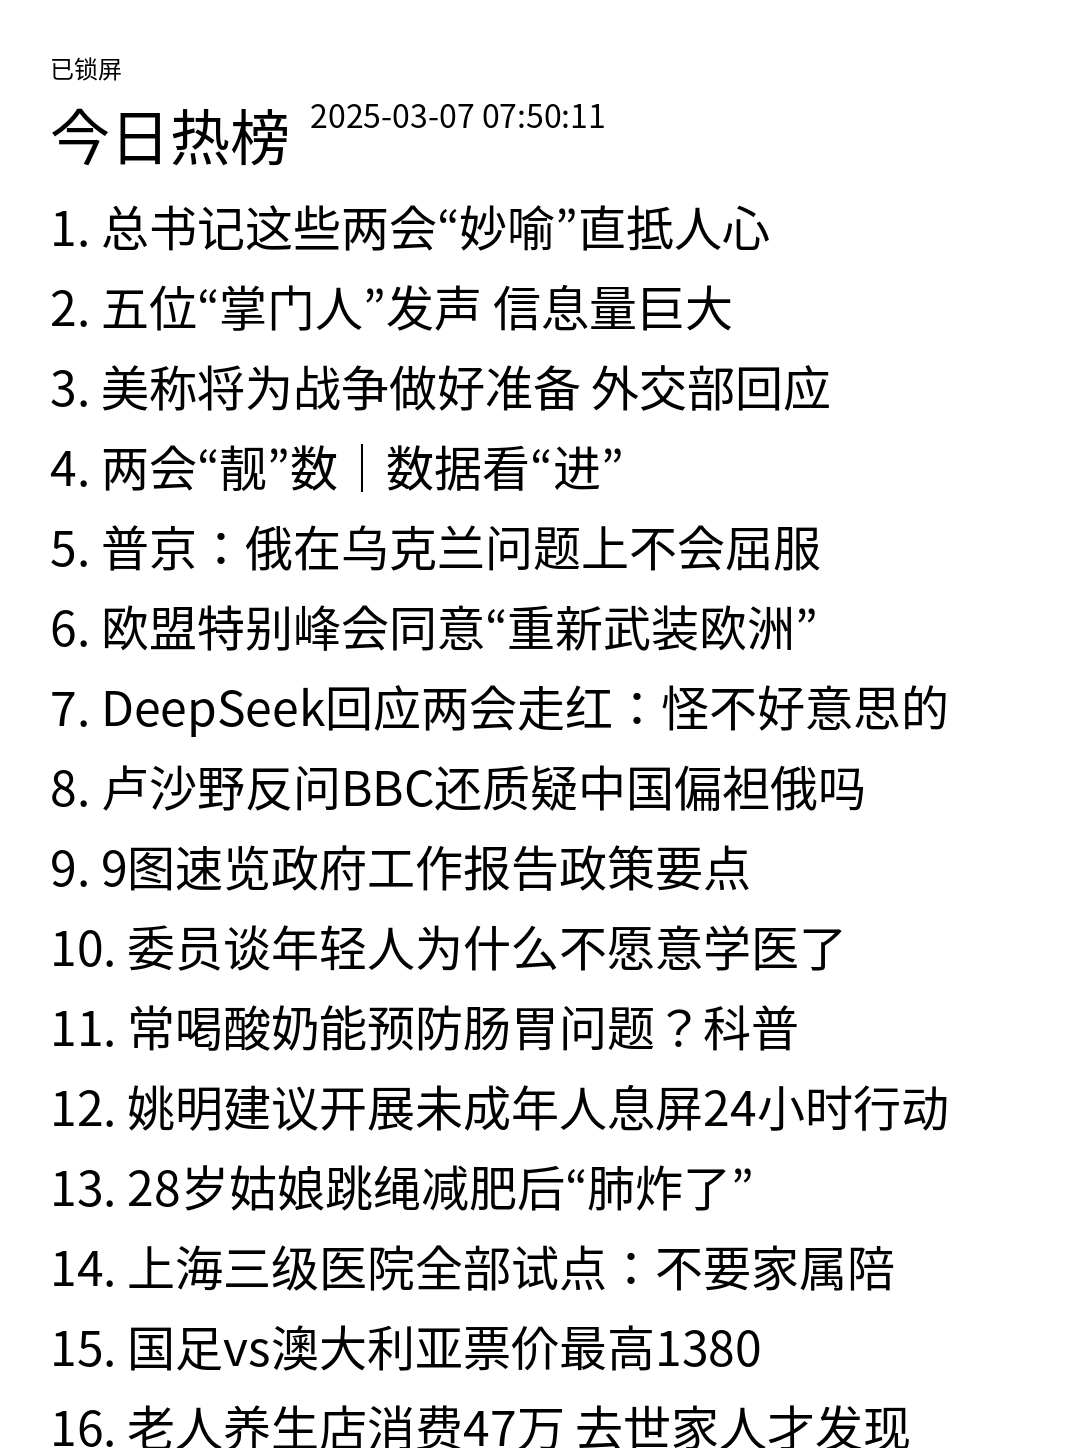 已锁屏
今日热榜 2025-03-07 07:50:11
1. 总书记这些两会“妙喻”直抵人心
2. 五位“掌门人”发声 信息量巨大
3. 美称将为战争做好准备 外交部回应
4. 两会“靓”数｜数据看“进”
5. 普京：俄在乌克兰问题上不会屈服
6. 欧盟特别峰会同意“重新武装欧洲”
7. DeepSeek回应两会走红：怪不好意思的
8. 卢沙野反问BBC还质疑中国偏袒俄吗
9. 9图速览政府工作报告政策要点
10. 委员谈年轻人为什么不愿意学医了
11. 常喝酸奶能预防肠胃问题？科普
12. 姚明建议开展未成年人息屏24小时行动
13. 28岁姑娘跳绳减肥后“肺炸了”
14. 上海三级医院全部试点：不要家属陪
15. 国足vs澳大利亚票价最高1380
16. 老人养生店消费47万 去世家人才发现